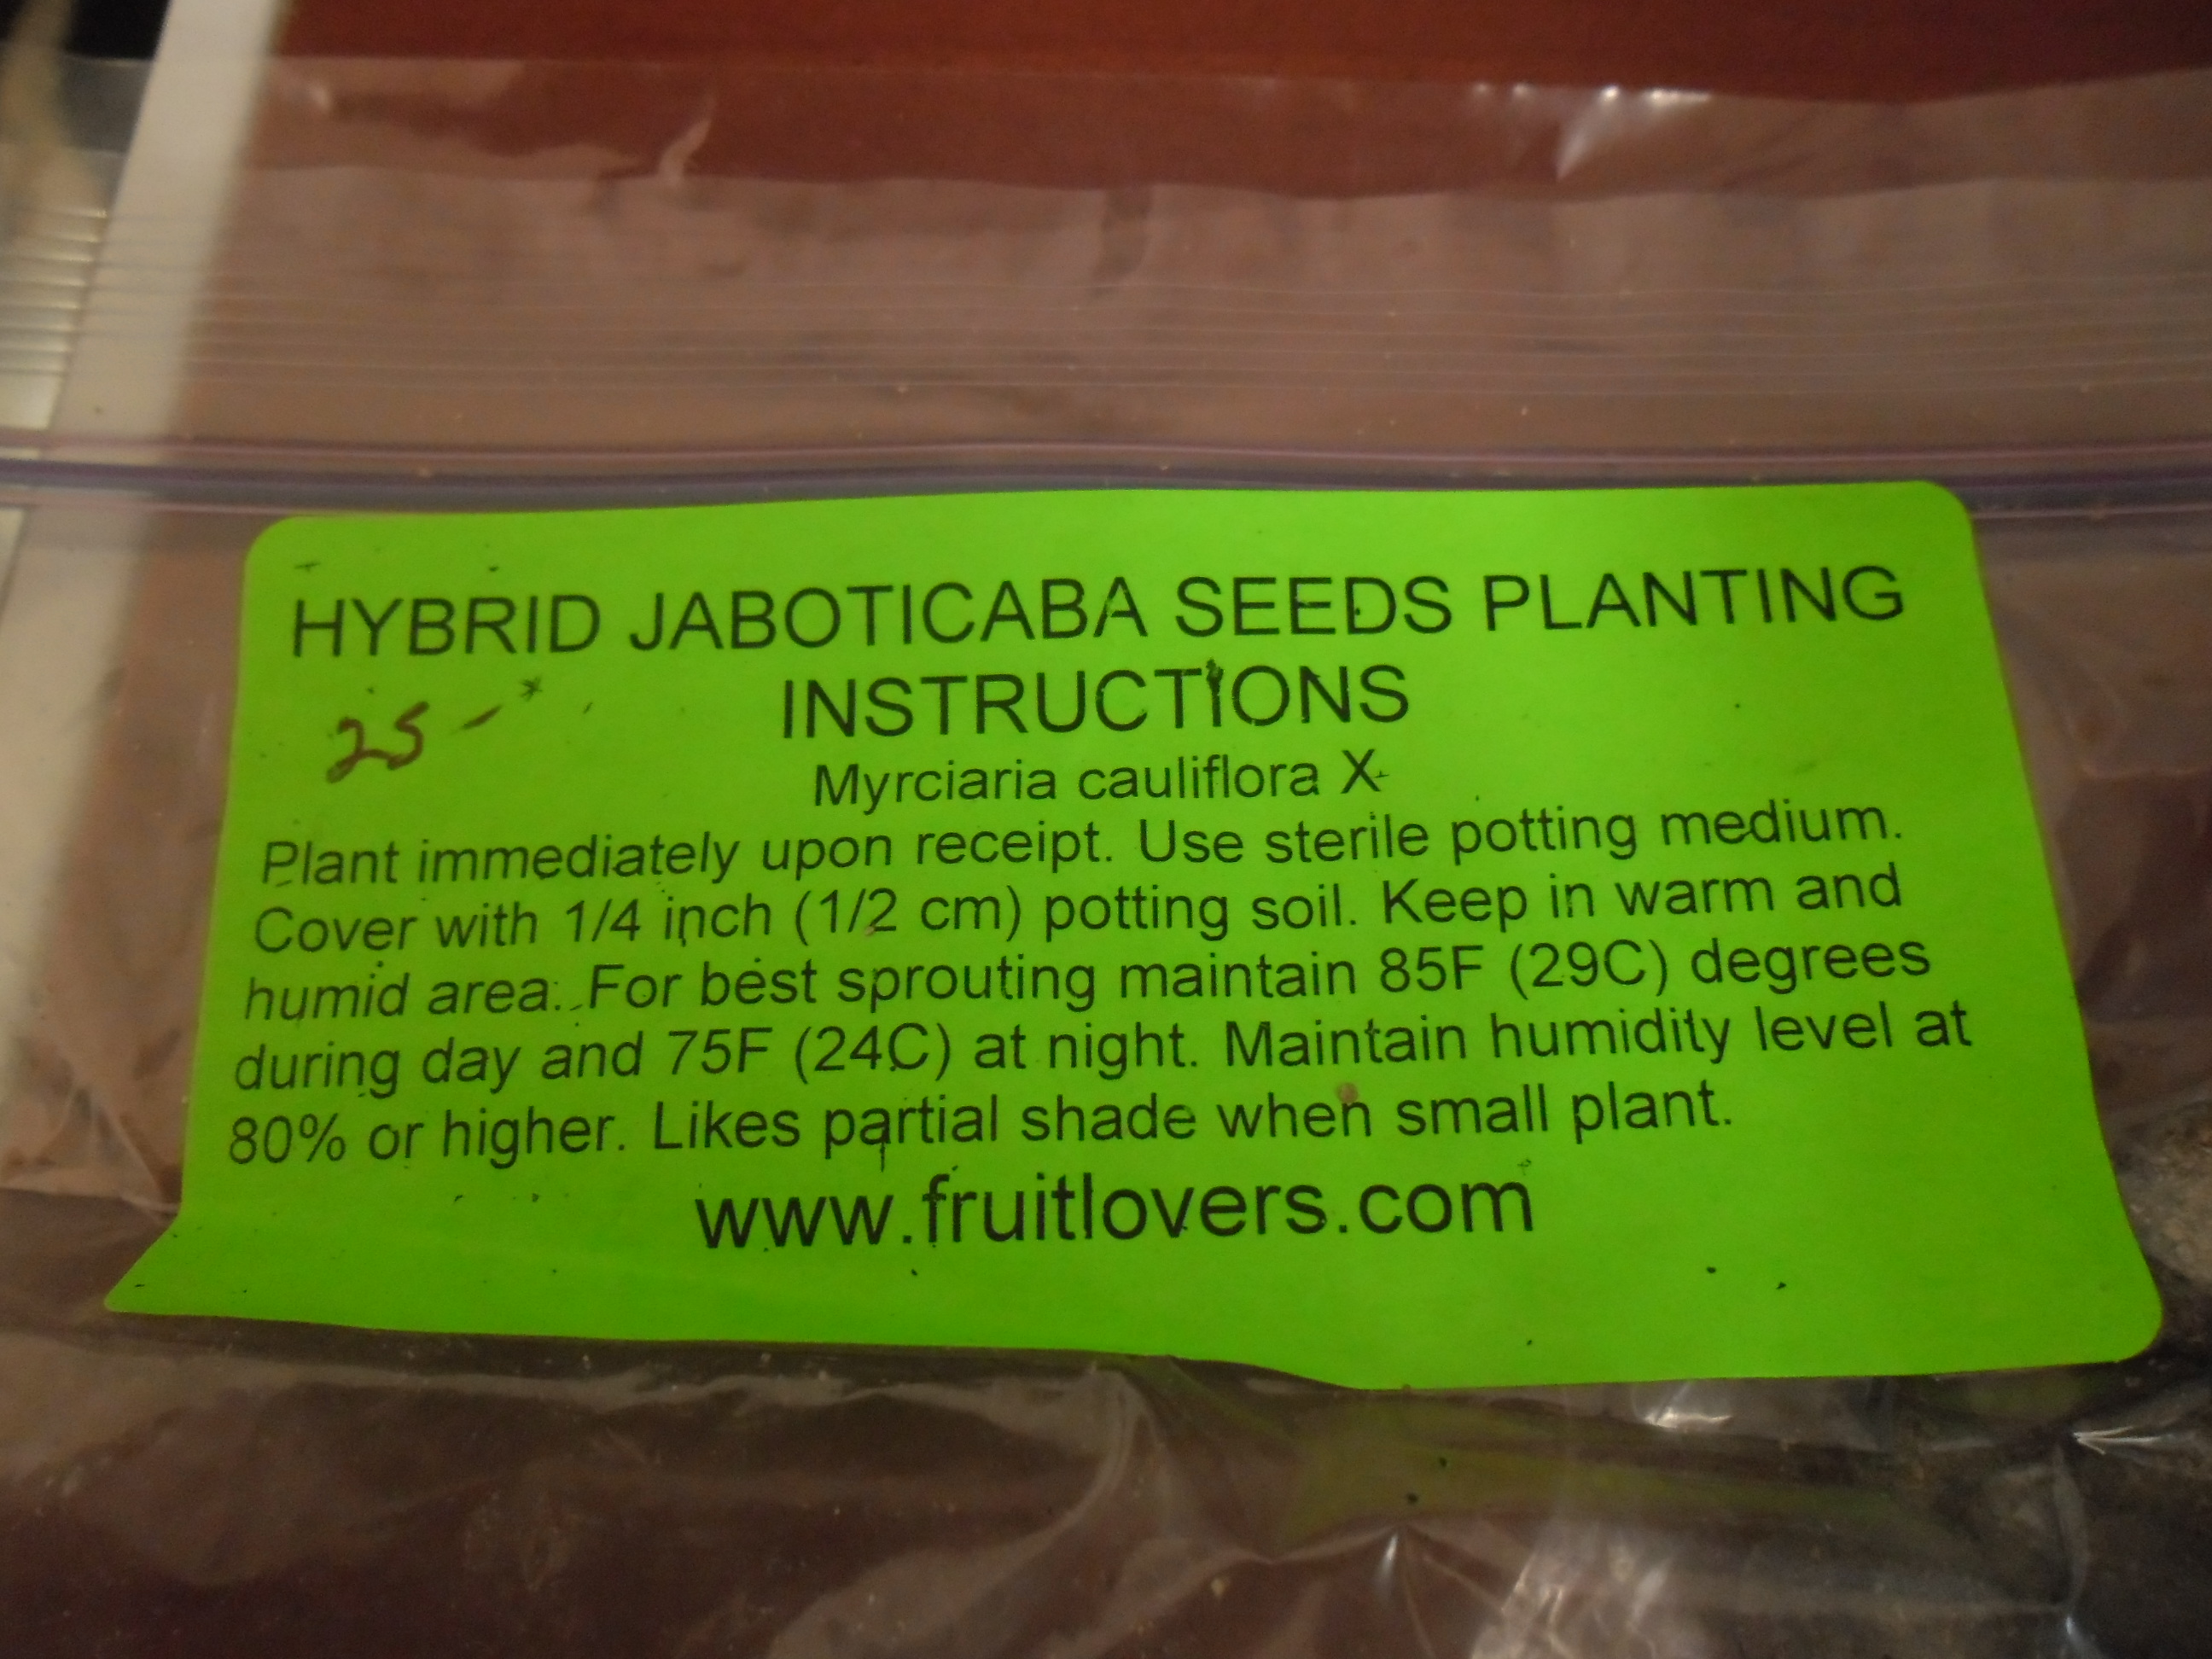 HYBRID JABOTICABA SEEDS PLANTING
INSTRUCTIONS
25 -
Myrciaria cauliflora X
Plant immediately upon receipt. Use sterile potting medium.
Cover with 1/4 inch (1/2 cm) potting soil. Keep in warm and
humid area. For best sprouting maintain 85F (29C) degrees
during day and 75F (24C) at night. Maintain humidity level at
80% or higher. Likes partial shade when small plant.
www.fruitlovers.com